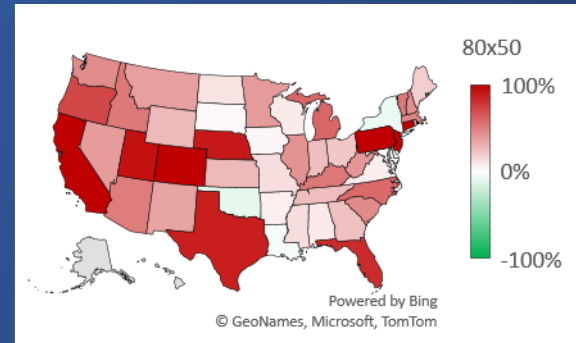 80x50
100%
0%
-100%
Powered by Bing
© GeoNames, Microsoft, TomTom